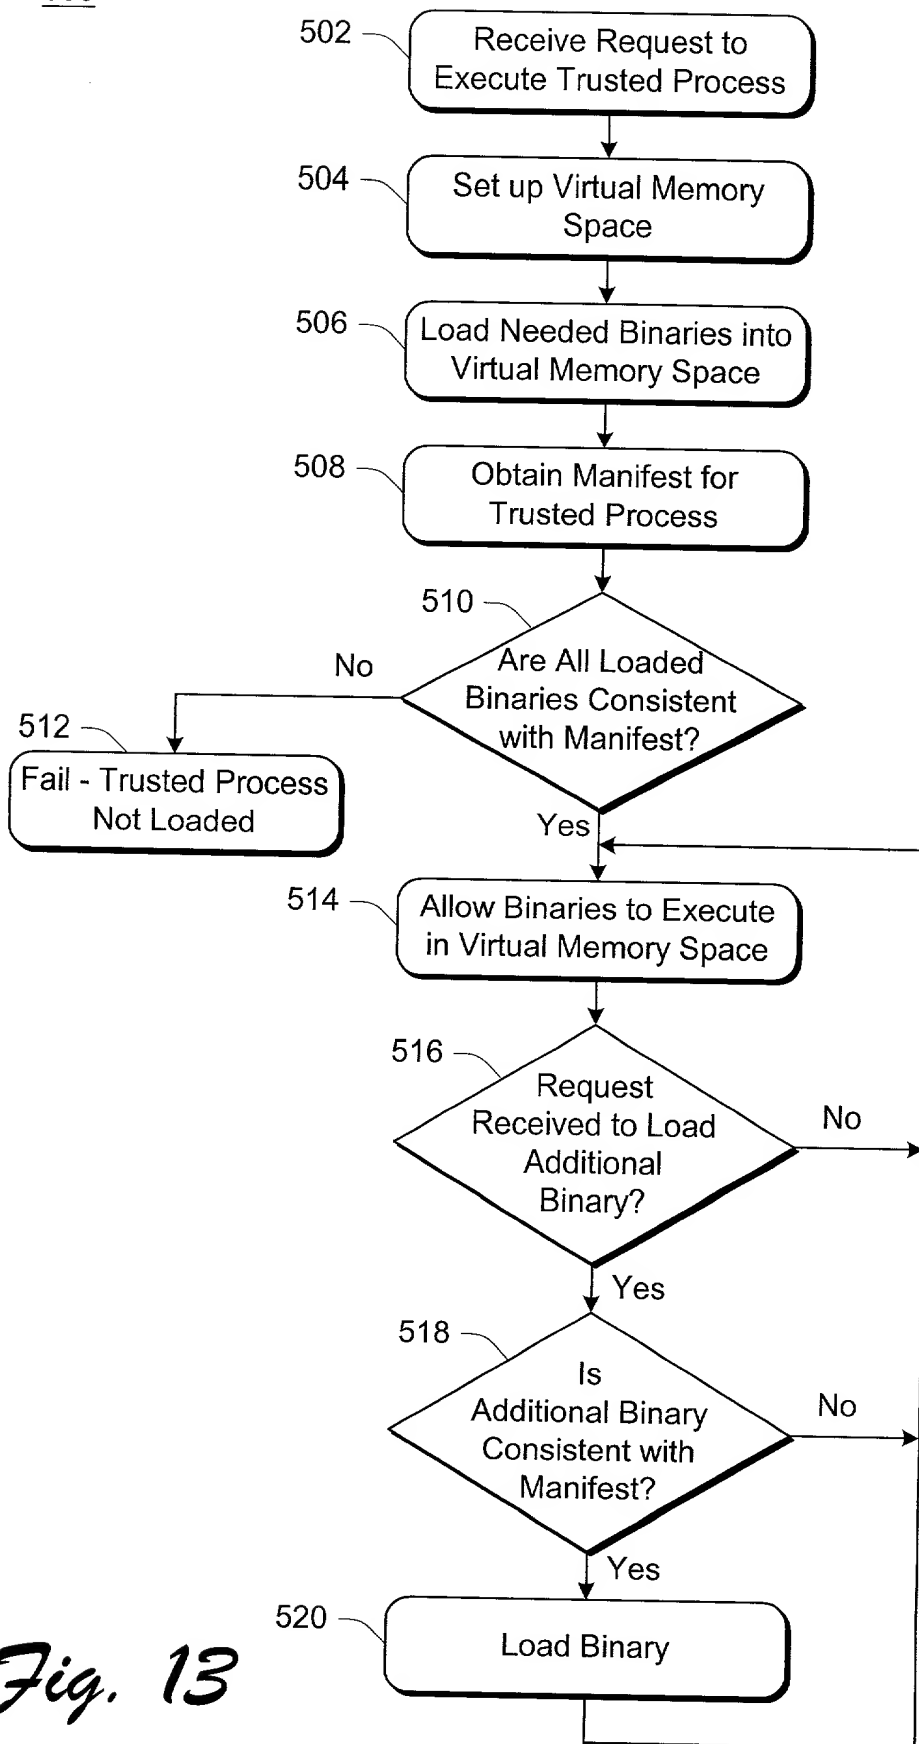 502
Receive Request to
Execute Trusted Process
504
Set up Virtual Memory
Space
506
Load Needed Binaries into
Virtual Memory Space
508
Obtain Manifest for
Trusted Process
510
Are All Loaded
Binaries Consistent
with Manifest?
No
512
Fail - Trusted Process
Not Loaded
Yes
514
Allow Binaries to Execute
in Virtual Memory Space
516
Request
Received to Load
Additional
Binary?
No
Yes
518
Is
Additional Binary
Consistent with
Manifest?
No
Yes
520
Load Binary
Fig. 13